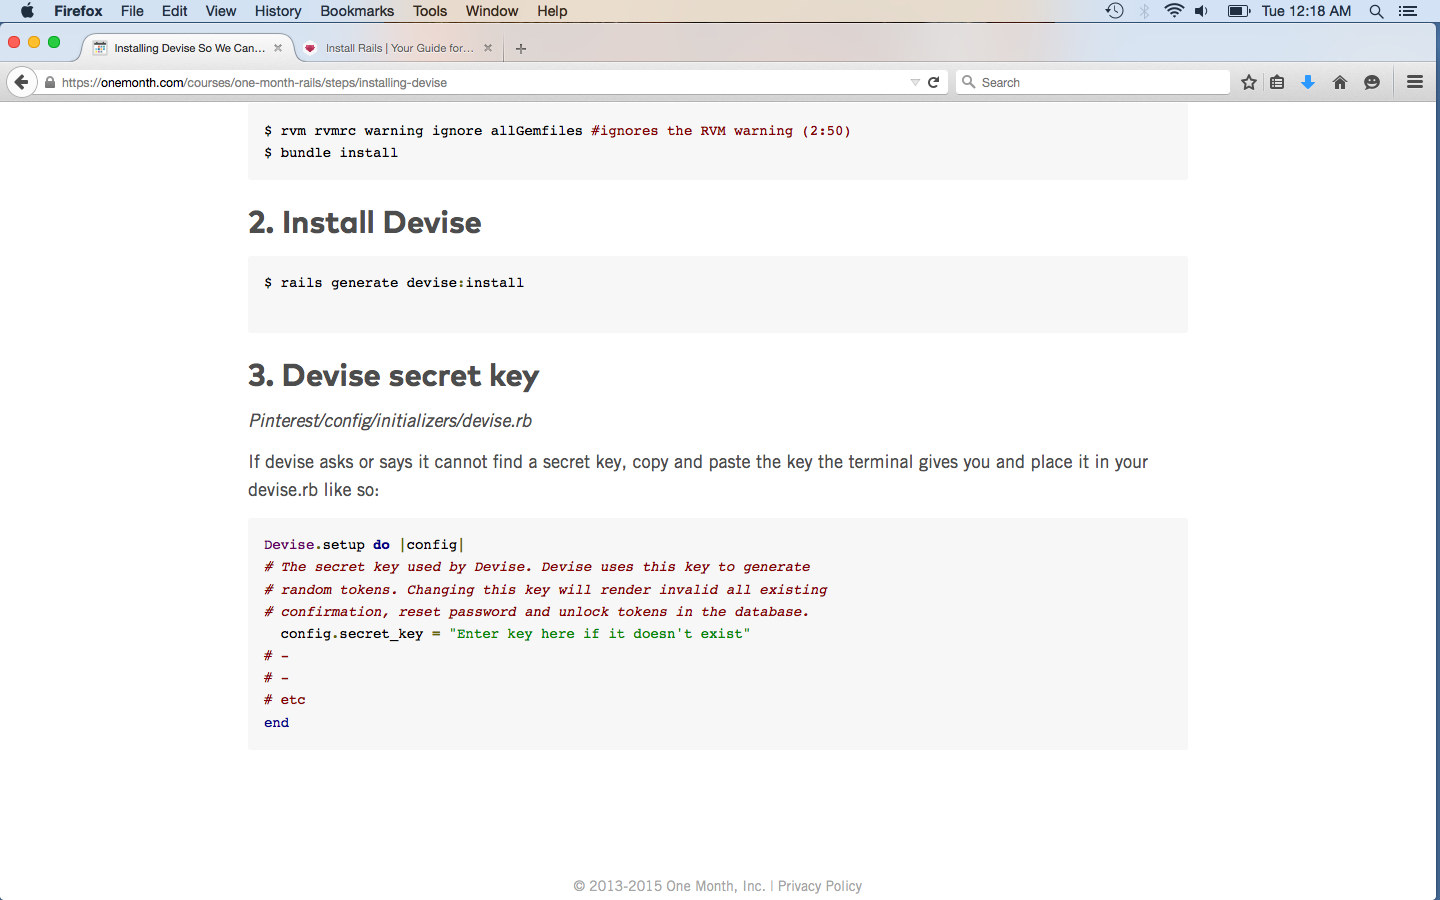 Firefox File Edit View History Bookmarks Tools Window Help Tue 12:18 AM
Installing Devise So We Can... Install Rails | Your Guide for...
https://onemonth.com/courses/one-month-rails/steps/installing-devise Search
$ rvm rvmrc warning ignore allGemfiles #ignores the RVM warning (2:50)
$ bundle install
2. Install Devise
$ rails generate devise:install
3. Devise secret key
Pinterest/config/initializers/devise.rb
If devise asks or says it cannot find a secret key, copy and paste the key the terminal gives you and place it in your
devise.rb like so:
Devise.setup do |config|
# The secret key used by Devise. Devise uses this key to generate
# random tokens. Changing this key will render invalid all existing
# confirmation, reset password and unlock tokens in the database.
config.secret_key = "Enter key here if it doesn't exist"
# -
# -
# etc
end
© 2013-2015 One Month, Inc. | Privacy Policy